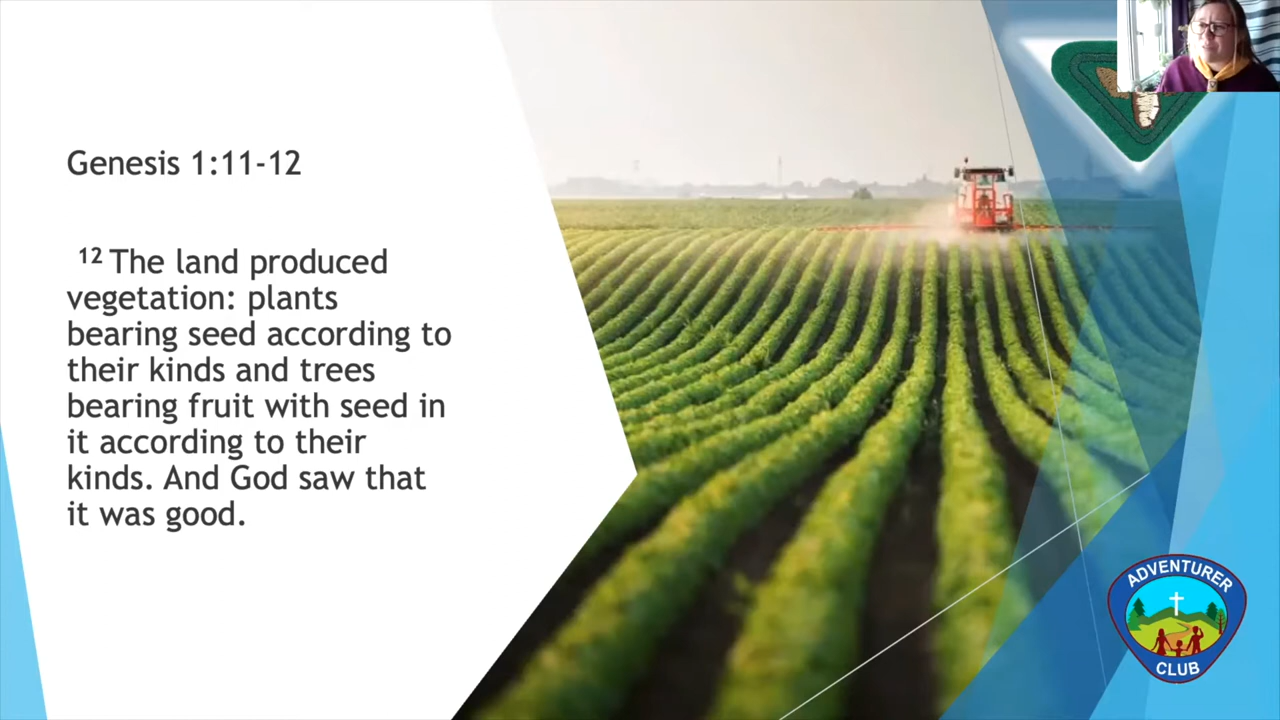 Genesis 1:11-12
12 The land produced
vegetation: plants
bearing seed according to
their kinds and trees
bearing fruit with seed in
it according to their
kinds. And God saw that
it was good.
ADVENTURER
CLUB